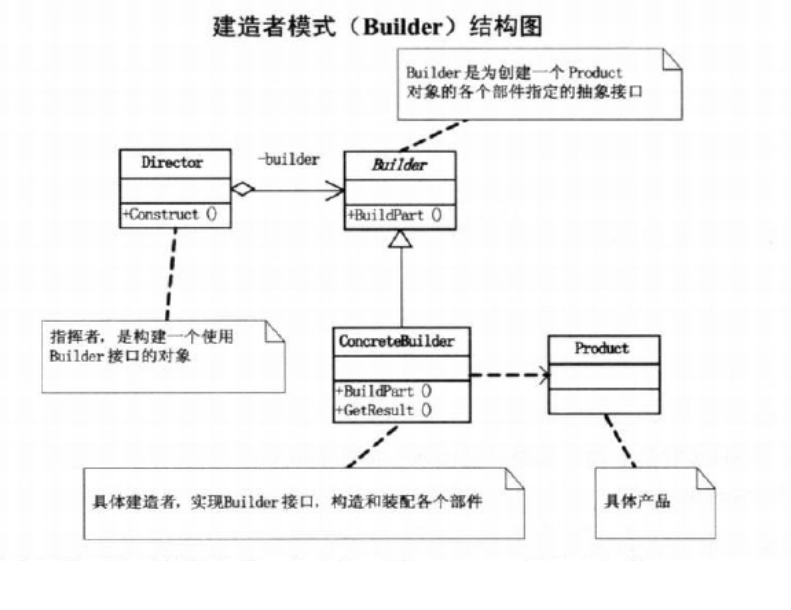 建造者模式（Builder）结构图
Builder是为创建一个Product
对象的各个部件指定的抽象接口
Director
-builder
Builder
+Construct ()
+BuildPart ()
指挥者，是构建一个使用
Builder接口的对象
ConcreteBuilder
Product
+BuildPart ()
+GetResult ()
具体建造者，实现Builder接口，构造和装配各个部件
具体产品